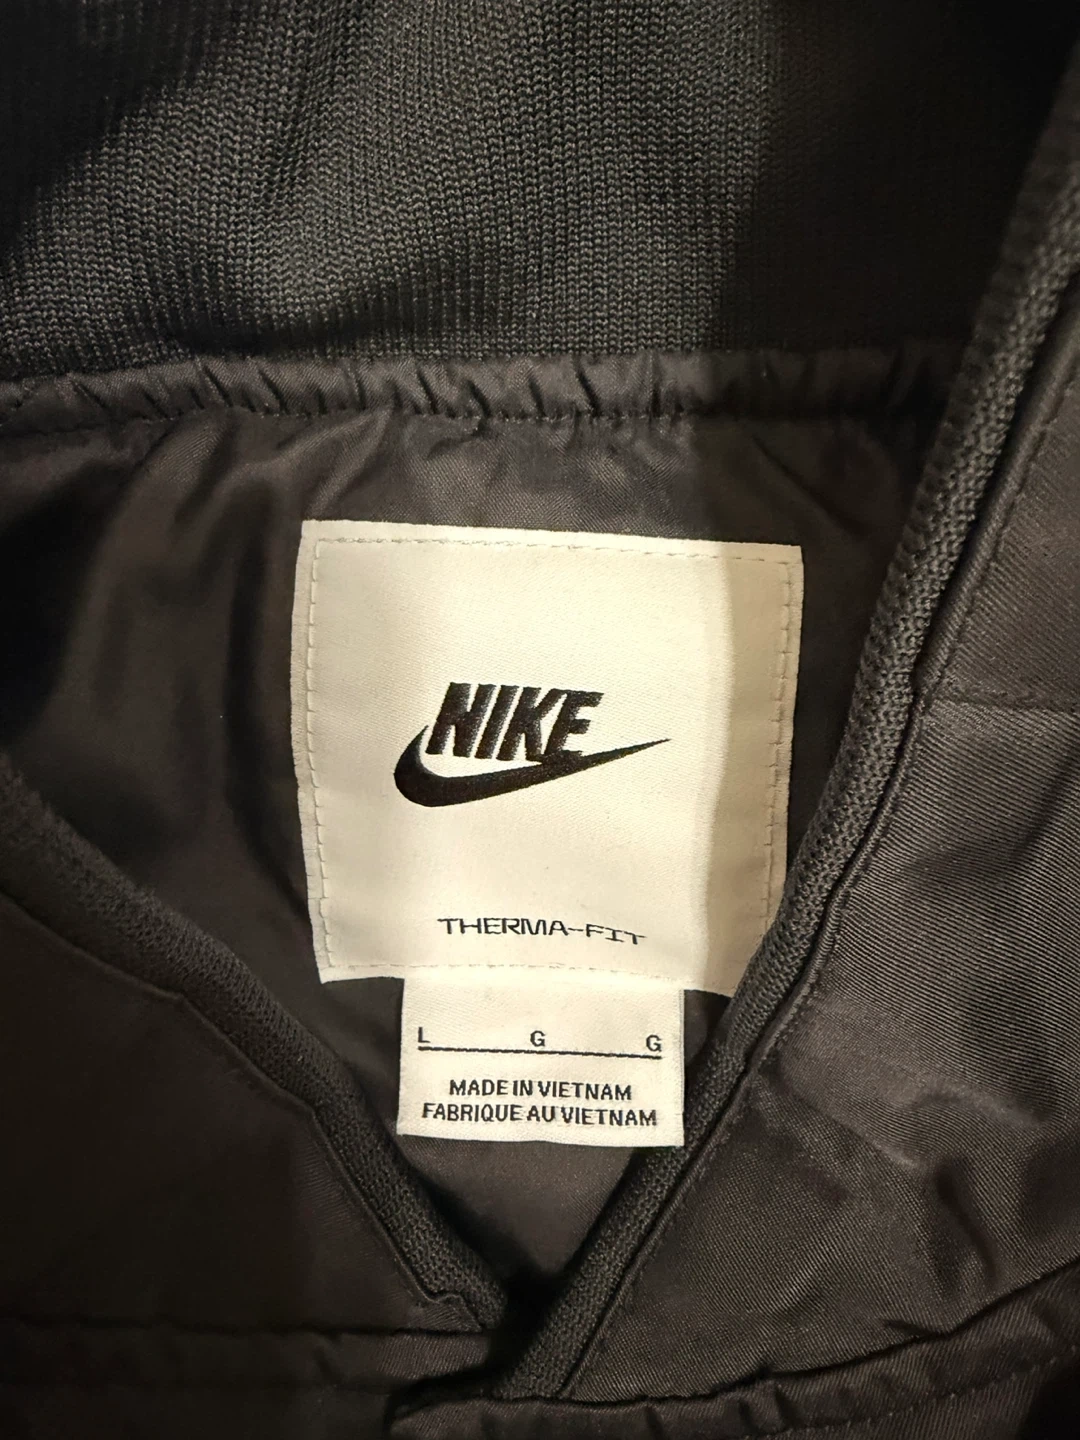 NIKE
THERMA-FIT
L G G
MADE IN VIETNAM
FABRIQUE AU VIETNAM